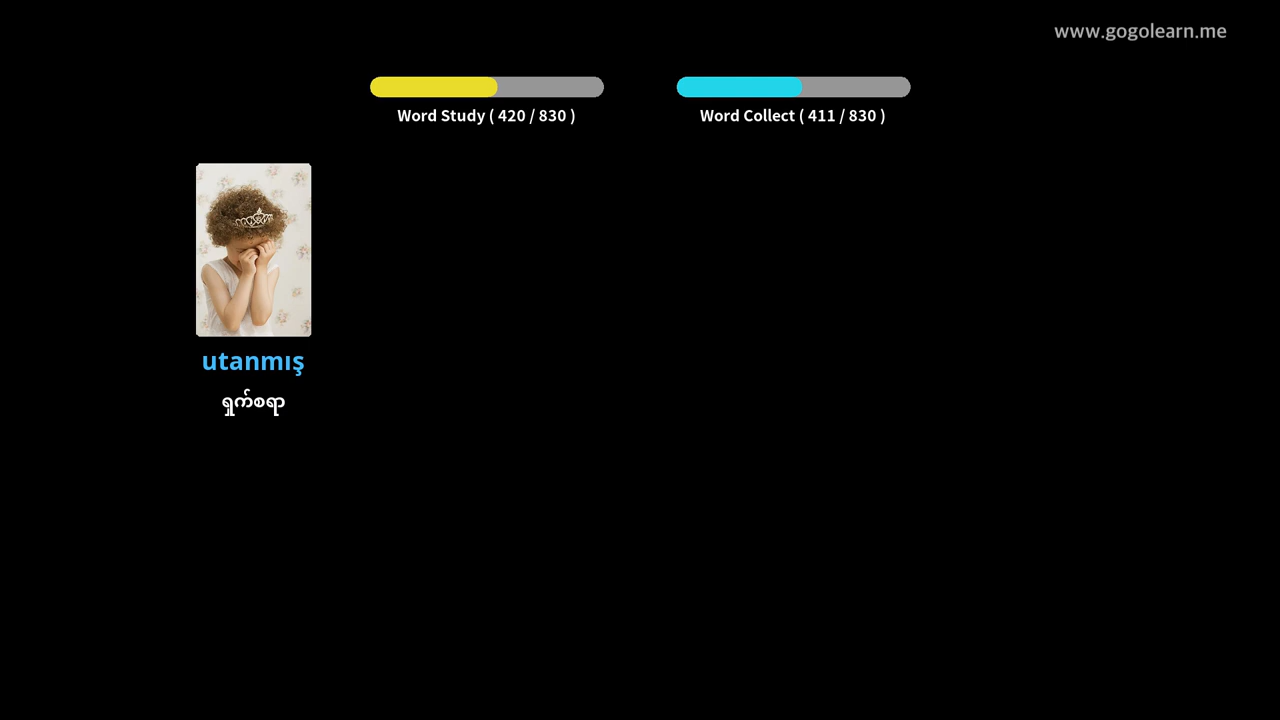 www.gogolearn.me
Word Study ( 420 / 830 )
Word Collect ( 411 / 830 )
utanmış
ရှက်စရာ